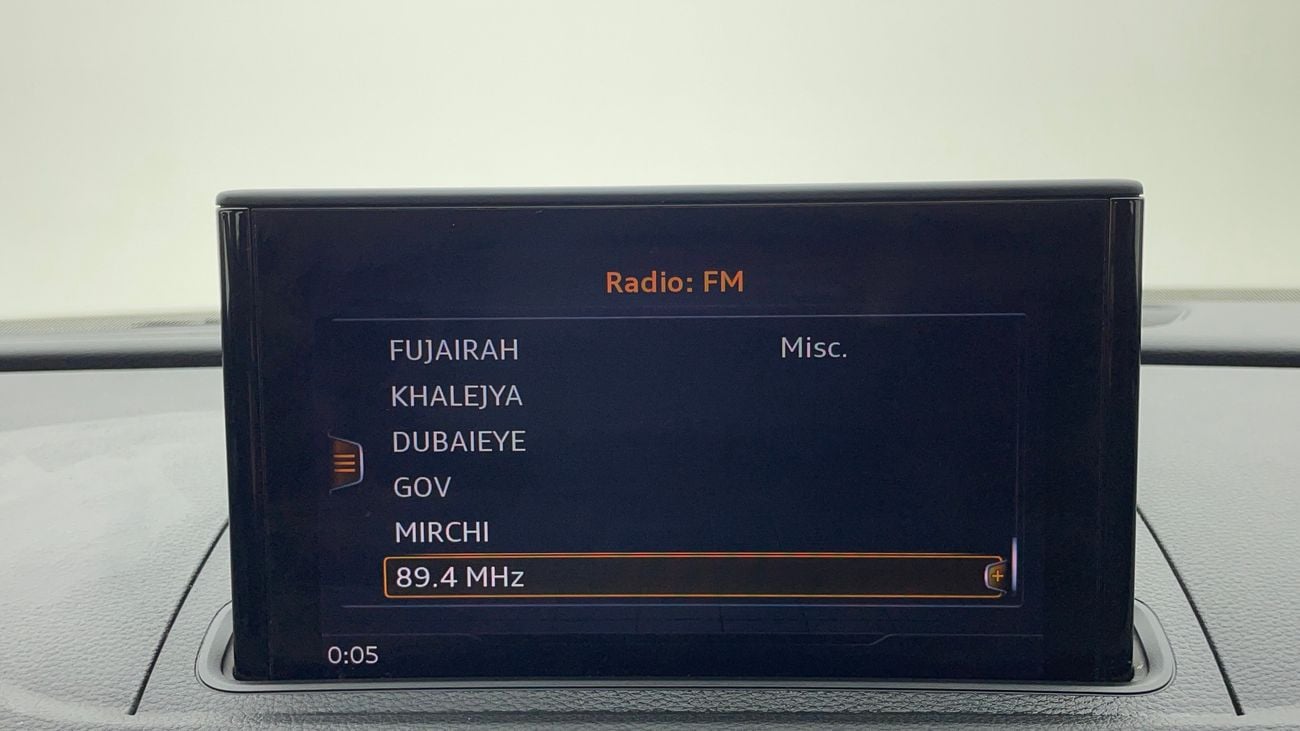 Radio: FM
FUJAIRAH Misc.
KHALEJYA
DUBAIEYE
GOV
MIRCHI
89.4 MHz
0:05